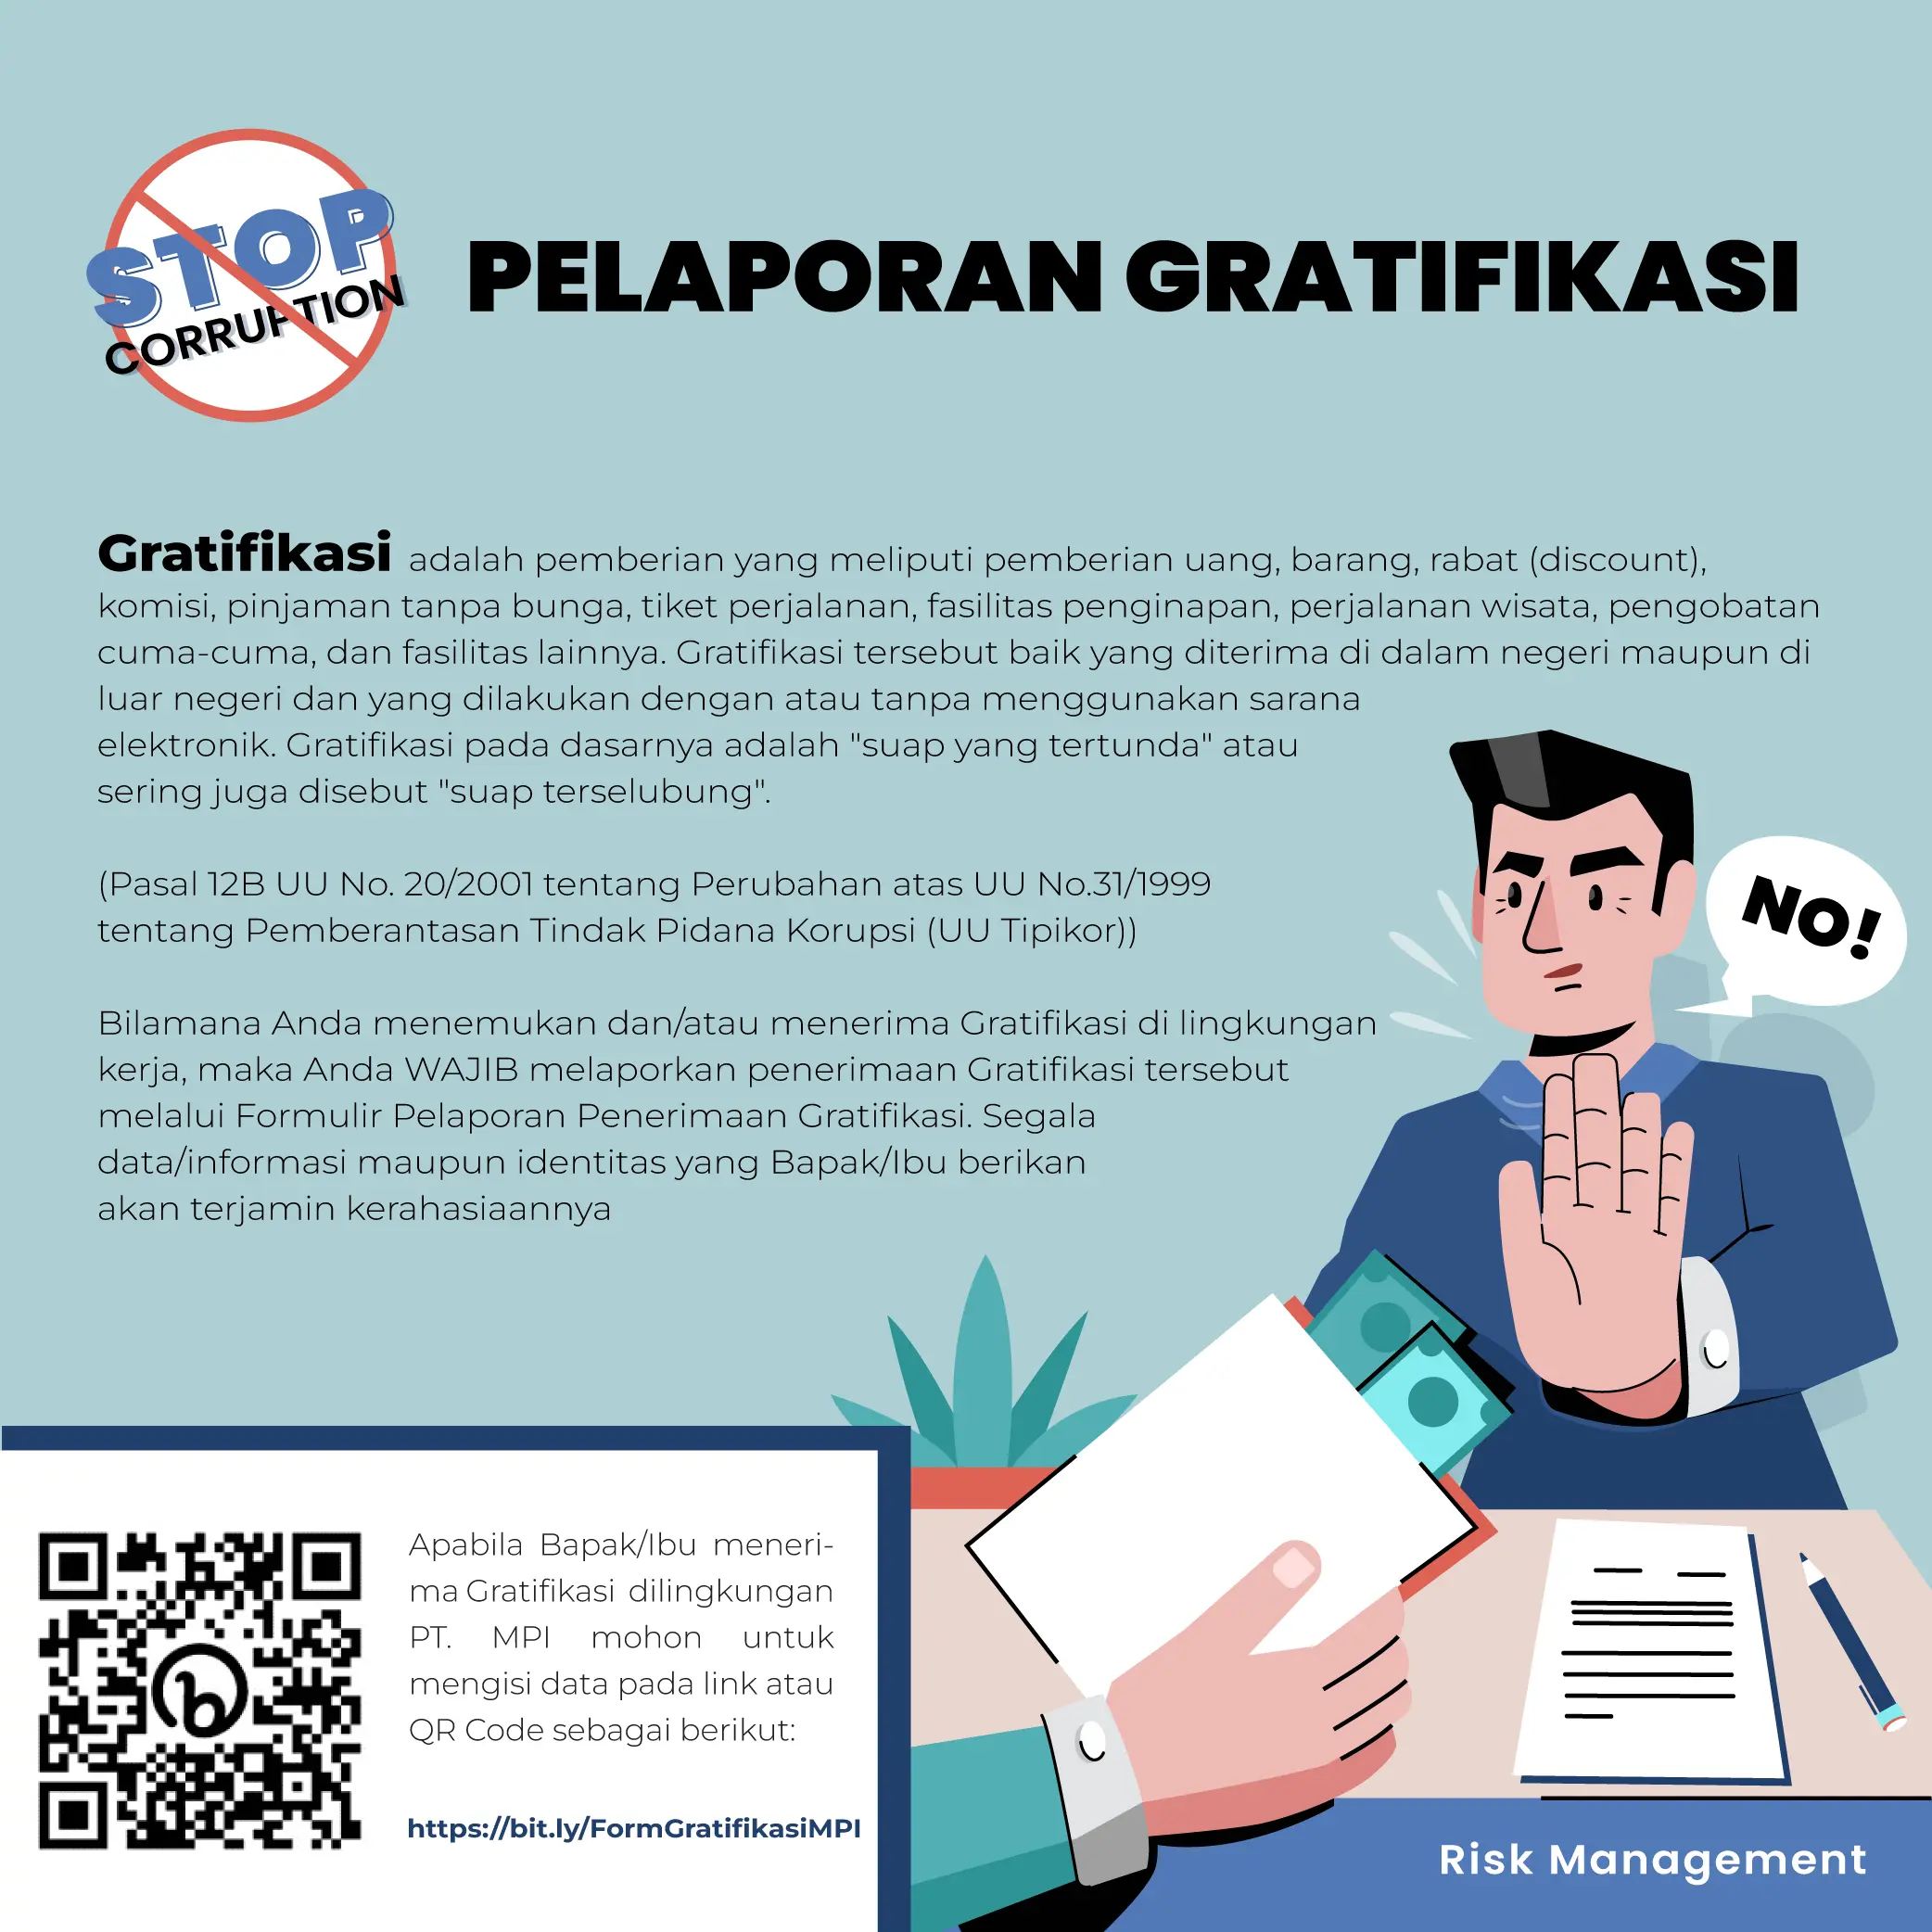 STOP
CORRUPTION
PELAPORAN GRATIFIKASI
Gratifikasi adalah pemberian yang meliputi pemberian uang, barang, rabat (discount),
komisi, pinjaman tanpa bunga, tiket perjalanan, fasilitas penginapan, perjalanan wisata, pengobatan
cuma-cuma, dan fasilitas lainnya. Gratifikasi tersebut baik yang diterima di dalam negeri maupun di
luar negeri dan yang dilakukan dengan atau tanpa menggunakan sarana
elektronik. Gratifikasi pada dasarnya adalah "suap yang tertunda" atau
sering juga disebut "suap terselubung".
(Pasal 12B UU No. 20/2001 tentang Perubahan atas UU No.31/1999
tentang Pemberantasan Tindak Pidana Korupsi (UU Tipikor))
NO!
Bilamana Anda menemukan dan/atau menerima Gratifikasi di lingkungan
kerja, maka Anda WAJIB melaporkan penerimaan Gratifikasi tersebut
melalui Formulir Pelaporan Penerimaan Gratifikasi. Segala
data/informasi maupun identitas yang Bapak/Ibu berikan
akan terjamin kerahasiaannya
Apabila Bapak/Ibu meneri-
ma Gratifikasi dilingkungan
PT. MPI mohon untuk
mengisi data pada link atau
QR Code sebagai berikut:
https://bit.ly/FormGratifikasiMPI
Risk Management